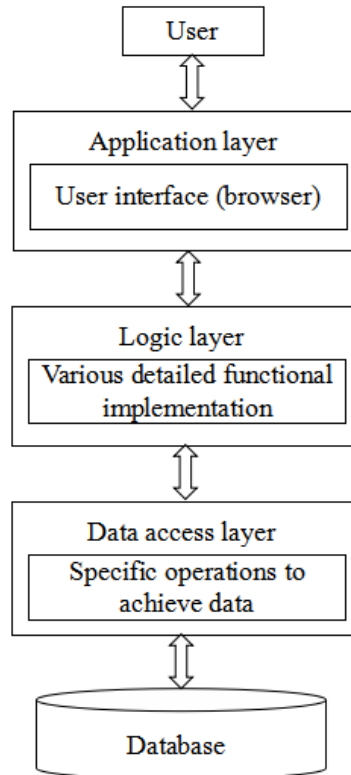 User
Application layer
User interface (browser)
Logic layer
Various detailed functional
implementation
Data access layer
Specific operations to
achieve data
Database